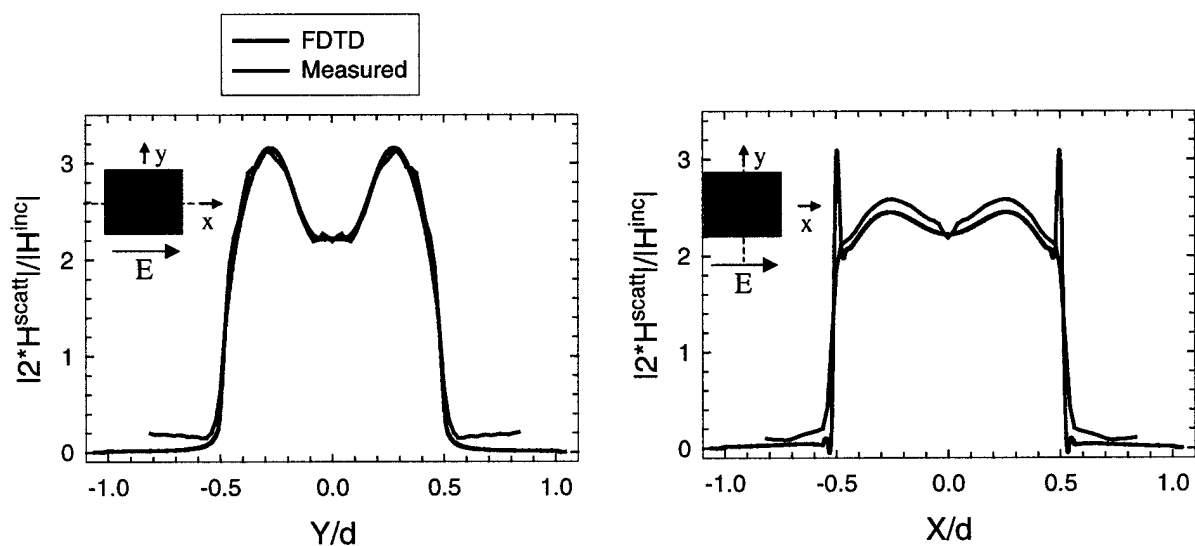 FDTD
Measured
|2*H^scatt|/|H^inc|
3
2
1
0
y
x
E
-1.0 -0.5 0.0 0.5 1.0
Y/d
|2*H^scatt|/|H^inc|
3
2
1
0
y
x
E
-1.0 -0.5 0.0 0.5 1.0
X/d